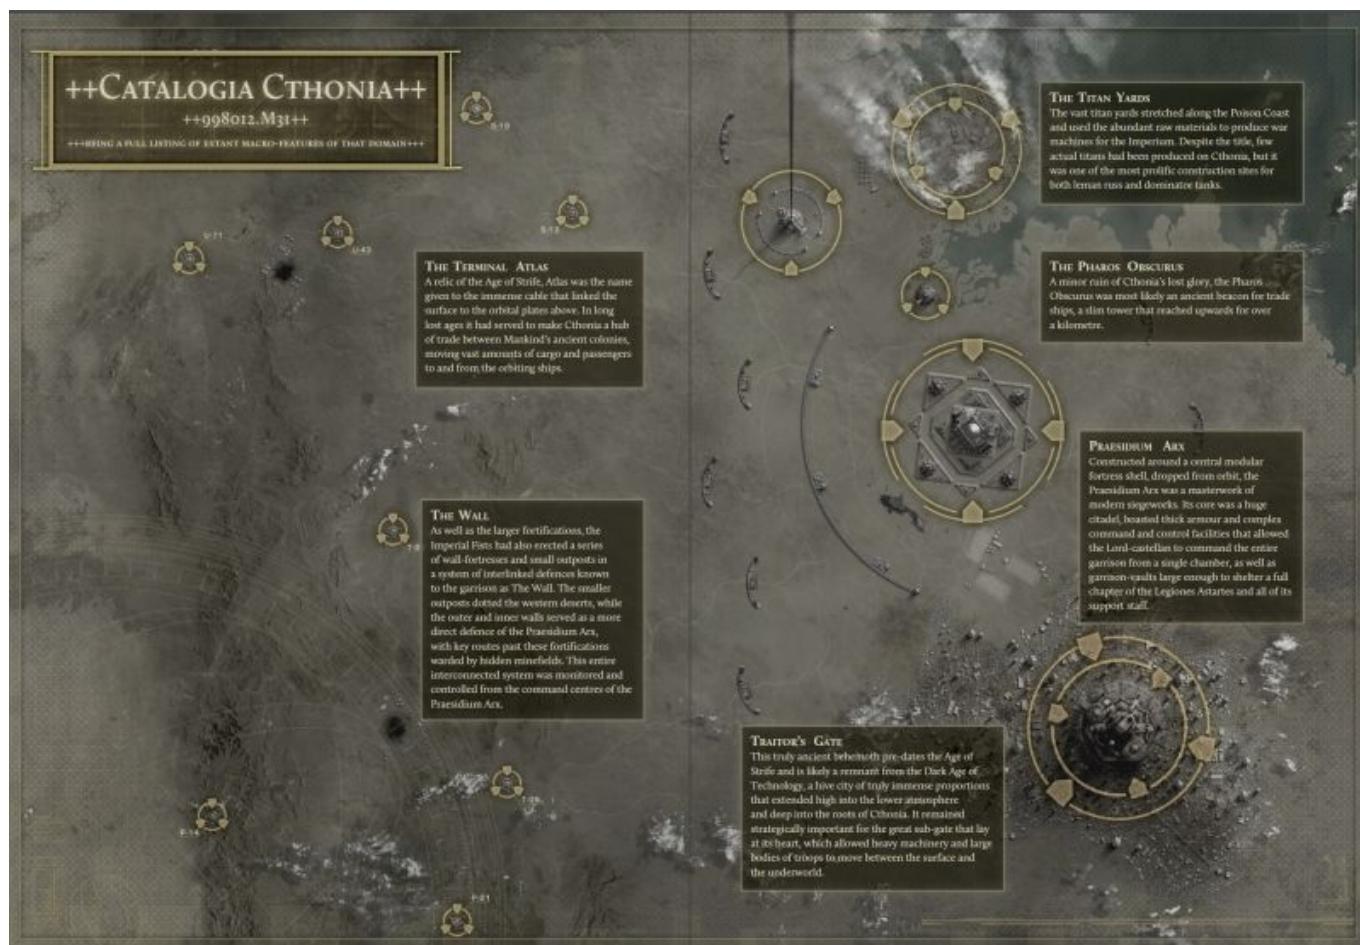 ++Catalogia Cthonia++
++998012.M31++
+++Being a full listing of extant macro-features of that domain+++
The Titan Yards
The vast titan yards stretched along the Poison Coast
and used the abundant raw materials to produce war
machines for the Imperium. Despite the title, few
actual titans had been produced on Cthonia, but it
was one of the most prolific construction sites for
both leman russ and dominator tanks.
U-71
U-43
The Terminal Atlas
A relic of the Age of Strife, Atlas was the name
given to the immense cable that linked the
surface to the orbital plates above. In long
lost ages it had served to make Cthonia a hub
of trade between Mankind's ancient colonies,
moving vast amounts of cargo and passengers
to and from the orbiting ships.
The Pharos Obscurus
A minor ruin of Cthonia's lost glory, the Pharos
Obscurus was most likely an ancient beacon for trade
ships, a slim tower that reached upwards for over
a kilometre.
Praesidium Arx
Constructed around a central modular
fortress shell, dropped from orbit, the
Praesidium Arx was a masterwork of
modern siegeworks. Its core was a huge
citadel, boasted thick armour and complex
command and control facilities that allowed
the Lord-castellan to command the entire
garrison from a single chamber, as well as
garrison-vaults large enough to shelter a full
chapter of the Legiones Astartes and all of its
support staff.
The Wall
As well as the larger fortifications, the
Imperial Fists had also erected a series
of wall-fortresses and small outposts in
a system of interlinked defences known
to the garrison as The Wall. The smaller
outposts dotted the western deserts, while
the outer and inner walls served as a more
direct defence of the Praesidium Arx,
with key routes past these fortifications
warded by hidden minefields. This entire
interconnected system was monitored and
controlled from the command centres of the
Praesidium Arx.
Traitor's Gate
This truly ancient behemoth pre-dates the Age of
Strife and is likely a remnant from the Dark Age of
Technology, a hive city of truly immense proportions
that extended high into the lower atmosphere
and deep into the roots of Cthonia. It remained
strategically important for the great sub-gate that lay
at its heart, which allowed heavy machinery and large
bodies of troops to move between the surface and
the underworld.